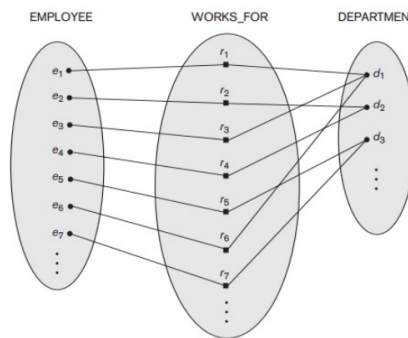 EMPLOYEE WORKS_FOR DEPARTMENT
e1
e2
e3
e4
e5
e6
e7
r1
r2
r3
r4
r5
r6
r7
d1
d2
d3